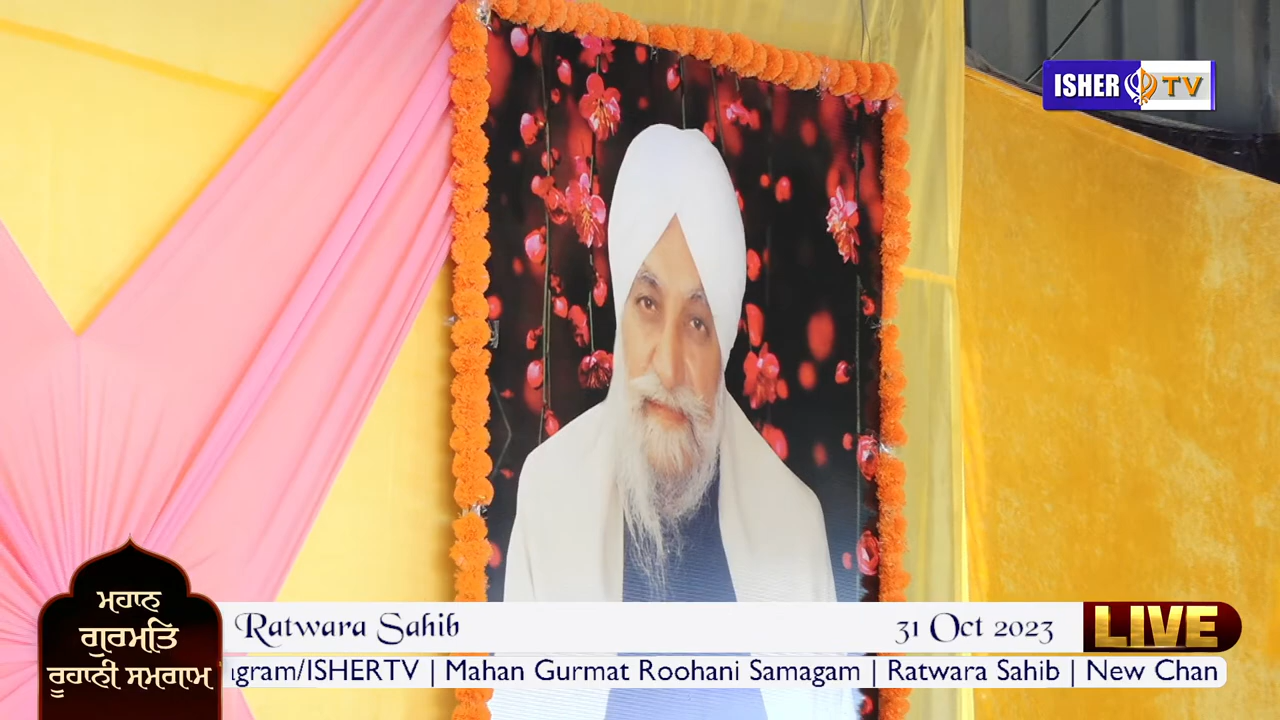 ISHER TV
ਮਹਾਨ
ਗੁਰਮਤਿ
ਰੂਹਾਨੀ ਸਮਾਗਮ
Ratwara Sahib
31 Oct 2023
LIVE
agram/ISHERTV | Mahan Gurmat Roohani Samagam | Ratwara Sahib | New Chan